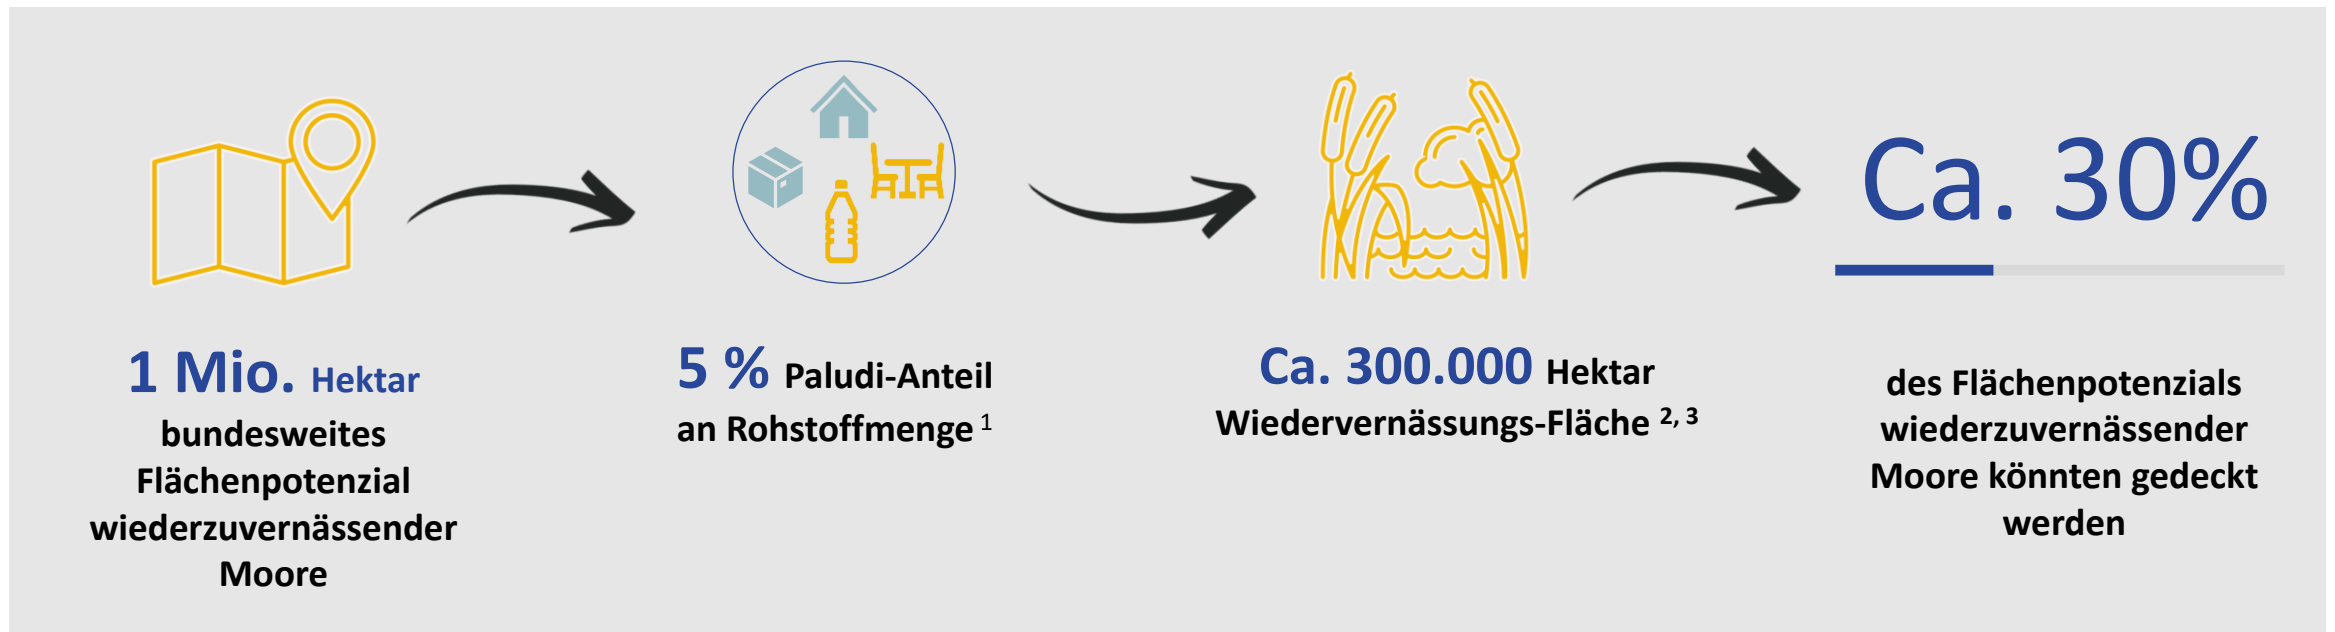 1 Mio. Hektar
bundesweites
Flächenpotenzial
wiederzuvernässender
Moore
5 % Paludi-Anteil
an Rohstoffmenge 1
Ca. 300.000 Hektar
Wiedervernässungs-Fläche 2, 3
Ca. 30%
des Flächenpotenzials
wiederzuvernässender
Moore könnten gedeckt
werden